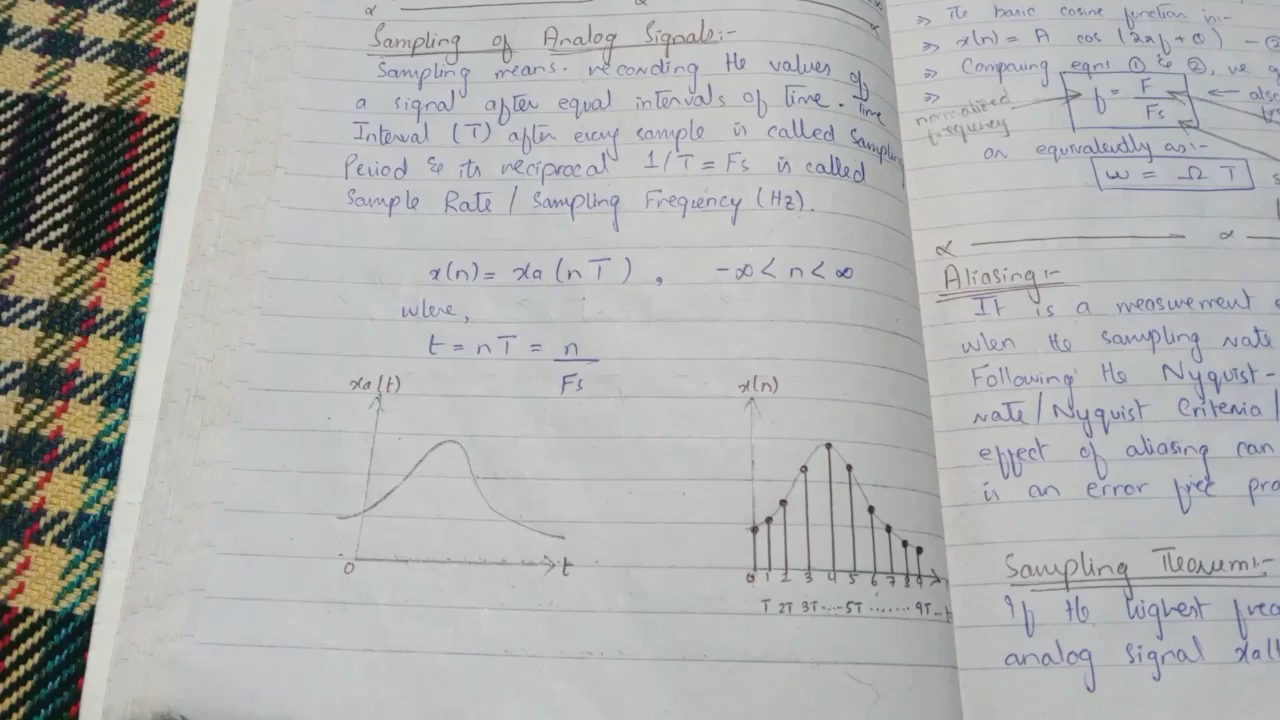 Sampling of Analog Signals:-
Sampling means recording the values of
a signal after equal intervals of Time. Time
Interval (T) after every sample is called Sampling
Period & its reciprocal 1/T = Fs is called
Sample Rate / Sampling Frequency (Hz).
x(n) = xa (nT) , -∞ < n < ∞
where,
t = nT = n
Fs
xa(t)
0
t
x(n)
0 1 2 3 4 5 6 7 8 9
T 2T 3T....5T.......9T...t
=> The basic cosine function is:-
=> x(n) = A cos (2πf + θ) —
=> Comparing eqns ① & ②, we
=> f = F
Fs
<- also
normalized
frequency
or equivalently as:-
ω = Ω T
α ——— α —
Aliasing:-
It is a measurement
when the sampling rate
Following the Nyquist-
rate/Nyquist Criteria/
effect of aliasing can
is an error free
Sampling Theorem:-
If the highest
analog signal